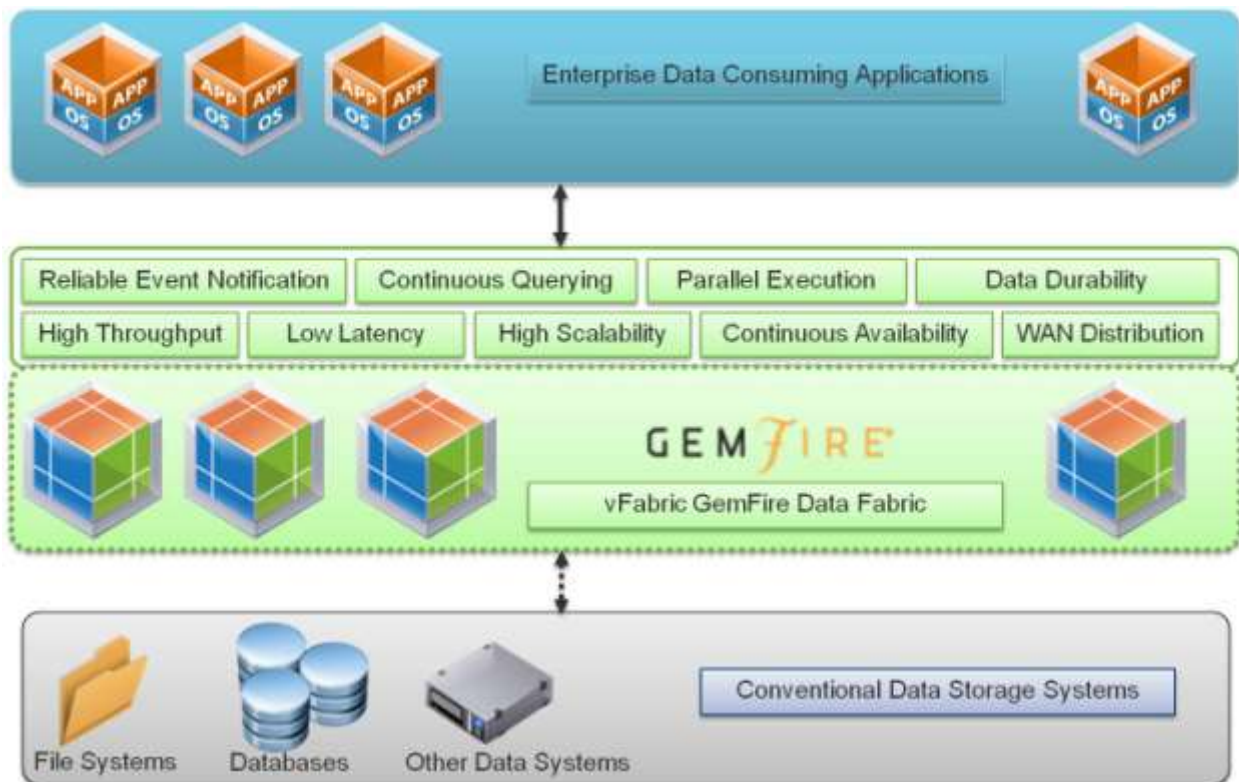 APP APP OS OS
APP APP OS OS
APP APP OS OS
Enterprise Data Consuming Applications
APP APP OS OS
Reliable Event Notification
Continuous Querying
Parallel Execution
Data Durability
High Throughput
Low Latency
High Scalability
Continuous Availability
WAN Distribution
GEMFIRE
vFabric GemFire Data Fabric
Conventional Data Storage Systems
File Systems
Databases
Other Data Systems